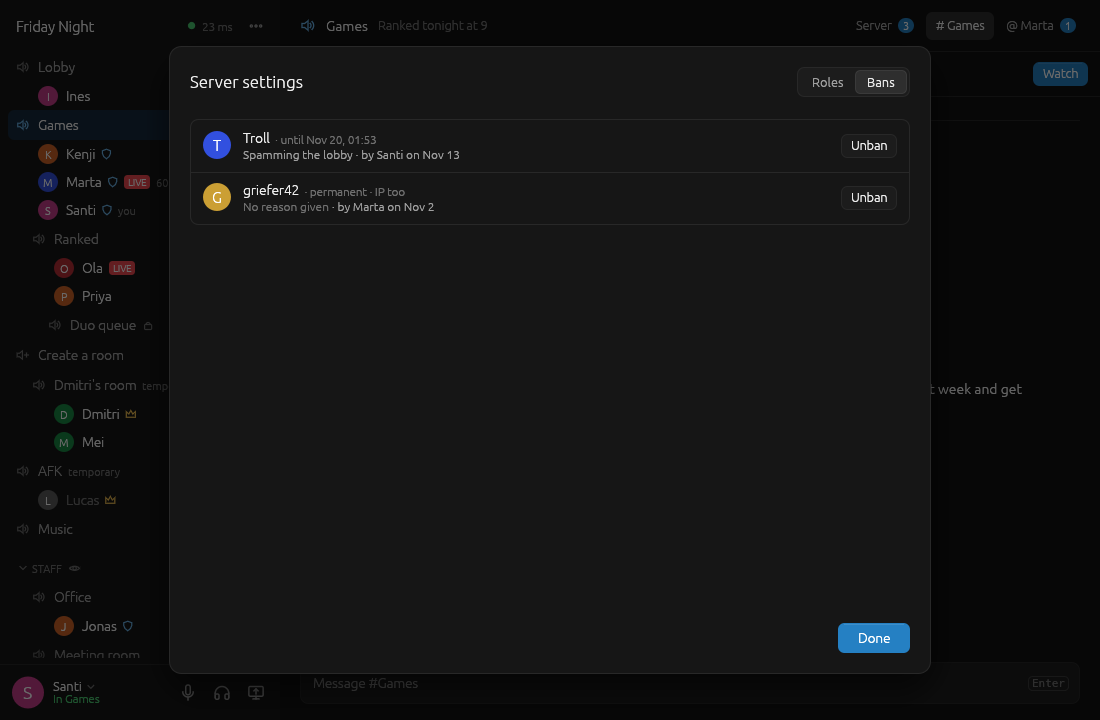 Friday Night
23 ms
Games Ranked tonight at 9
Server 3
# Games
@ Marta 1
Watch
Lobby
I Ines
Games
K Kenji
M Marta LIVE 60
S Santi you
Ranked
O Ola LIVE
P Priya
Duo queue
Create a room
Dmitri's room temp
D Dmitri
M Mei
AFK temporary
L Lucas
Music
STAFF
Office
J Jonas
Meeting room
S Santi
In Games
Server settings
Roles Bans
T Troll · until Nov 20, 01:53
Spamming the lobby · by Santi on Nov 13
Unban
G griefer42 · permanent · IP too
No reason given · by Marta on Nov 2
Unban
Done
t week and get
Message #Games
Enter